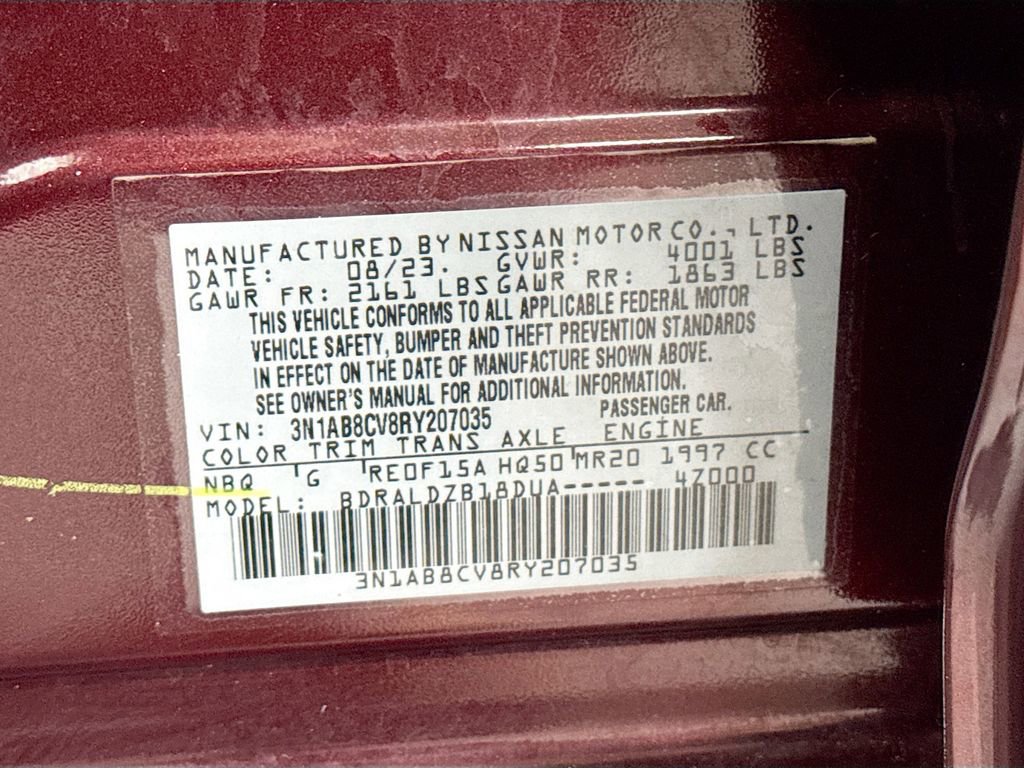 MANUFACTURED BY NISSAN MOTOR CO., LTD.
DATE: 08/23. GVWR: 4001 LBS
GAWR FR: 2161 LBS GAWR RR: 1863 LBS
THIS VEHICLE CONFORMS TO ALL APPLICABLE FEDERAL MOTOR
VEHICLE SAFETY, BUMPER AND THEFT PREVENTION STANDARDS
IN EFFECT ON THE DATE OF MANUFACTURE SHOWN ABOVE.
SEE OWNER'S MANUAL FOR ADDITIONAL INFORMATION.
VIN: 3N1AB8CV8RY207035 PASSENGER CAR.
COLOR TRIM TRANS AXLE ENGINE
NBQ G RE0F15A HQ50 MR20 1997 CC
MODEL: BDRALDZB18DUA----- 4Z000
3N1AB8CV8RY207035